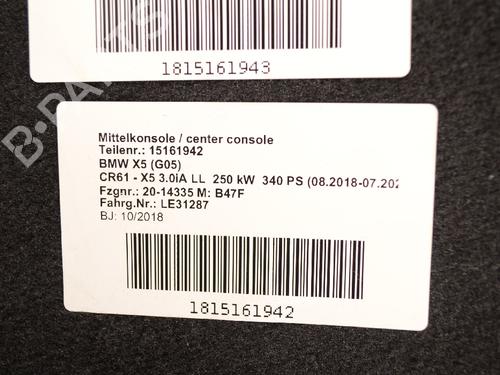 1815161943
Mittelkonsole / center console
Teilenr.: 15161942
BMW X5 (G05)
CR61 - X5 3.0iA LL 250 kW 340 PS (08.2018-07.202
Fzgnr.: 20-14335 M: B47F
Fahrg.Nr.: LE31287
BJ: 10/2018
1815161942
B-PARTS